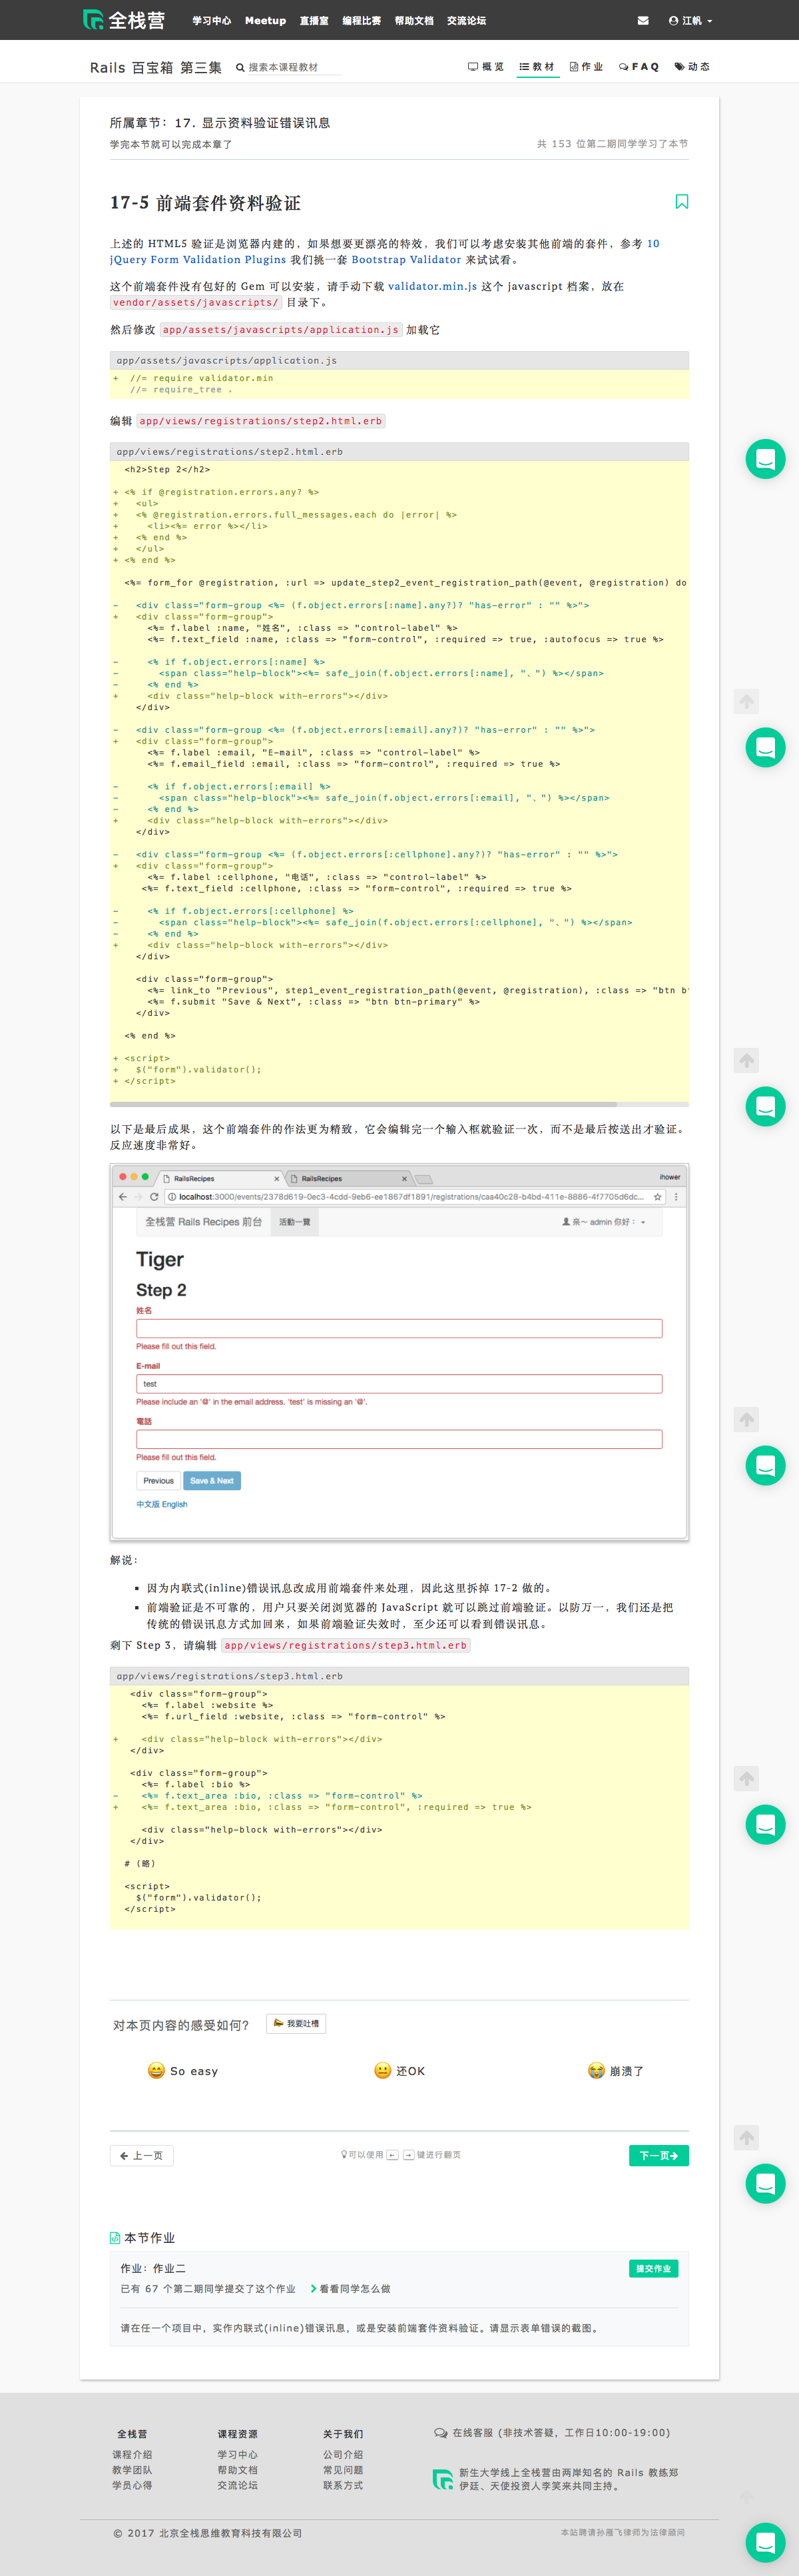 全栈营 学习中心 Meetup 直播室 编程比赛 帮助文档 交流论坛 江帆
Rails 百宝箱 第三集 搜索本课程教材 概览 教材 作业 FAQ 动态
所属章节：17. 显示资料验证错误讯息
学完本节就可以完成本章了 共 153 位第二期同学学习了本节
17-5 前端套件资料验证
上述的 HTML5 验证是浏览器内建的，如果想要更漂亮的特效，我们可以考虑安装其他前端的套件，参考 10
jQuery Form Validation Plugins 我们挑一套 Bootstrap Validator 来试试看。
这个前端套件没有包好的 Gem 可以安装，请手动下载 validator.min.js 这个 Javascript 档案，放在
vendor/assets/javascripts/ 目录下。
然后修改 app/assets/javascripts/application.js 加载它
app/assets/javascripts/application.js
+ //= require validator.min
//= require_tree .
编辑 app/views/registrations/step2.html.erb
app/views/registrations/step2.html.erb
<h2>Step 2</h2>
+ <% if @registration.errors.any? %>
+ <ul>
+ <% @registration.errors.full_messages.each do |error| %>
+ <li><%= error %></li>
+ <% end %>
+ </ul>
+ <% end %>
<%= form_for @registration, :url => update_step2_event_registration_path(@event, @registration) do
- <div class="form-group <%= (f.object.errors[:name].any?)? "has-error" : "" %>">
+ <div class="form-group">
<%= f.label :name, "姓名", :class => "control-label" %>
<%= f.text_field :name, :class => "form-control", :required => true, :autofocus => true %>
- <% if f.object.errors[:name] %>
- <span class="help-block"><%= safe_join(f.object.errors[:name], "、") %></span>
- <% end %>
+ <div class="help-block with-errors"></div>
</div>
- <div class="form-group <%= (f.object.errors[:email].any?)? "has-error" : "" %>">
+ <div class="form-group">
<%= f.label :email, "E-mail", :class => "control-label" %>
<%= f.email_field :email, :class => "form-control", :required => true %>
- <% if f.object.errors[:email] %>
- <span class="help-block"><%= safe_join(f.object.errors[:email], "、") %></span>
- <% end %>
+ <div class="help-block with-errors"></div>
</div>
- <div class="form-group <%= (f.object.errors[:cellphone].any?)? "has-error" : "" %>">
+ <div class="form-group">
<%= f.label :cellphone, "电话", :class => "control-label" %>
<%= f.text_field :cellphone, :class => "form-control", :required => true %>
- <% if f.object.errors[:cellphone] %>
- <span class="help-block"><%= safe_join(f.object.errors[:cellphone], "、") %></span>
- <% end %>
+ <div class="help-block with-errors"></div>
</div>
<div class="form-group">
<%= link_to "Previous", step1_event_registration_path(@event, @registration), :class => "btn b
<%= f.submit "Save & Next", :class => "btn btn-primary" %>
</div>
<% end %>
+ <script>
+ $("form").validator();
+ </script>
以下是最后成果，这个前端套件的作法更为精致，它会编辑完一个输入框就验证一次，而不是最后按送出才验证。
反应速度非常好。
RailsRecipes RailsRecipes ihower
localhost:3000/events/2378d619-0ec3-4cdd-9eb6-ee1867df1891/registrations/caa40c28-b4bd-411e-8886-4f7705d6dc...
全栈营 Rails Recipes 前台 活動一覽 亲～ admin 你好：
Tiger
Step 2
姓名
Please fill out this field.
E-mail
test
Please include an '@' in the email address. 'test' is missing an '@'.
電話
Please fill out this field.
Previous Save & Next
中文版 English
解说：
因为内联式(inline)错误讯息改成用前端套件来处理，因此这里拆掉 17-2 做的。
前端验证是不可靠的，用户只要关闭浏览器的 JavaScript 就可以跳过前端验证。以防万一，我们还是把
传统的错误讯息方式加回来，如果前端验证失效时，至少还可以看到错误讯息。
剩下 Step 3，请编辑 app/views/registrations/step3.html.erb
app/views/registrations/step3.html.erb
<div class="form-group">
<%= f.label :website %>
<%= f.url_field :website, :class => "form-control" %>
+ <div class="help-block with-errors"></div>
</div>
<div class="form-group">
<%= f.label :bio %>
- <%= f.text_area :bio, :class => "form-control" %>
+ <%= f.text_area :bio, :class => "form-control", :required => true %>
<div class="help-block with-errors"></div>
</div>
# (略)
<script>
$("form").validator();
</script>
对本页内容的感受如何? 我要吐槽
So easy 还OK 崩溃了
上一页 可以使用 ← → 键进行翻页 下一页
本节作业
作业：作业二 提交作业
已有 67 个第二期同学提交了这个作业 看看同学怎么做
请在任一个项目中，实作内联式(inline)错误讯息，或是安装前端套件资料验证。请显示表单错误的截图。
全栈营 课程资源 关于我们 在线客服 (非技术答疑，工作日10:00-19:00)
课程介绍 学习中心 公司介绍
教学团队 帮助文档 常见问题
学员心得 交流论坛 联系方式
新生大学线上全栈营由两岸知名的 Rails 教练郑
伊廷、天使投资人李笑来共同主持。
© 2017 北京全栈思维教育科技有限公司 本站聘请孙雁飞律师为法律顾问